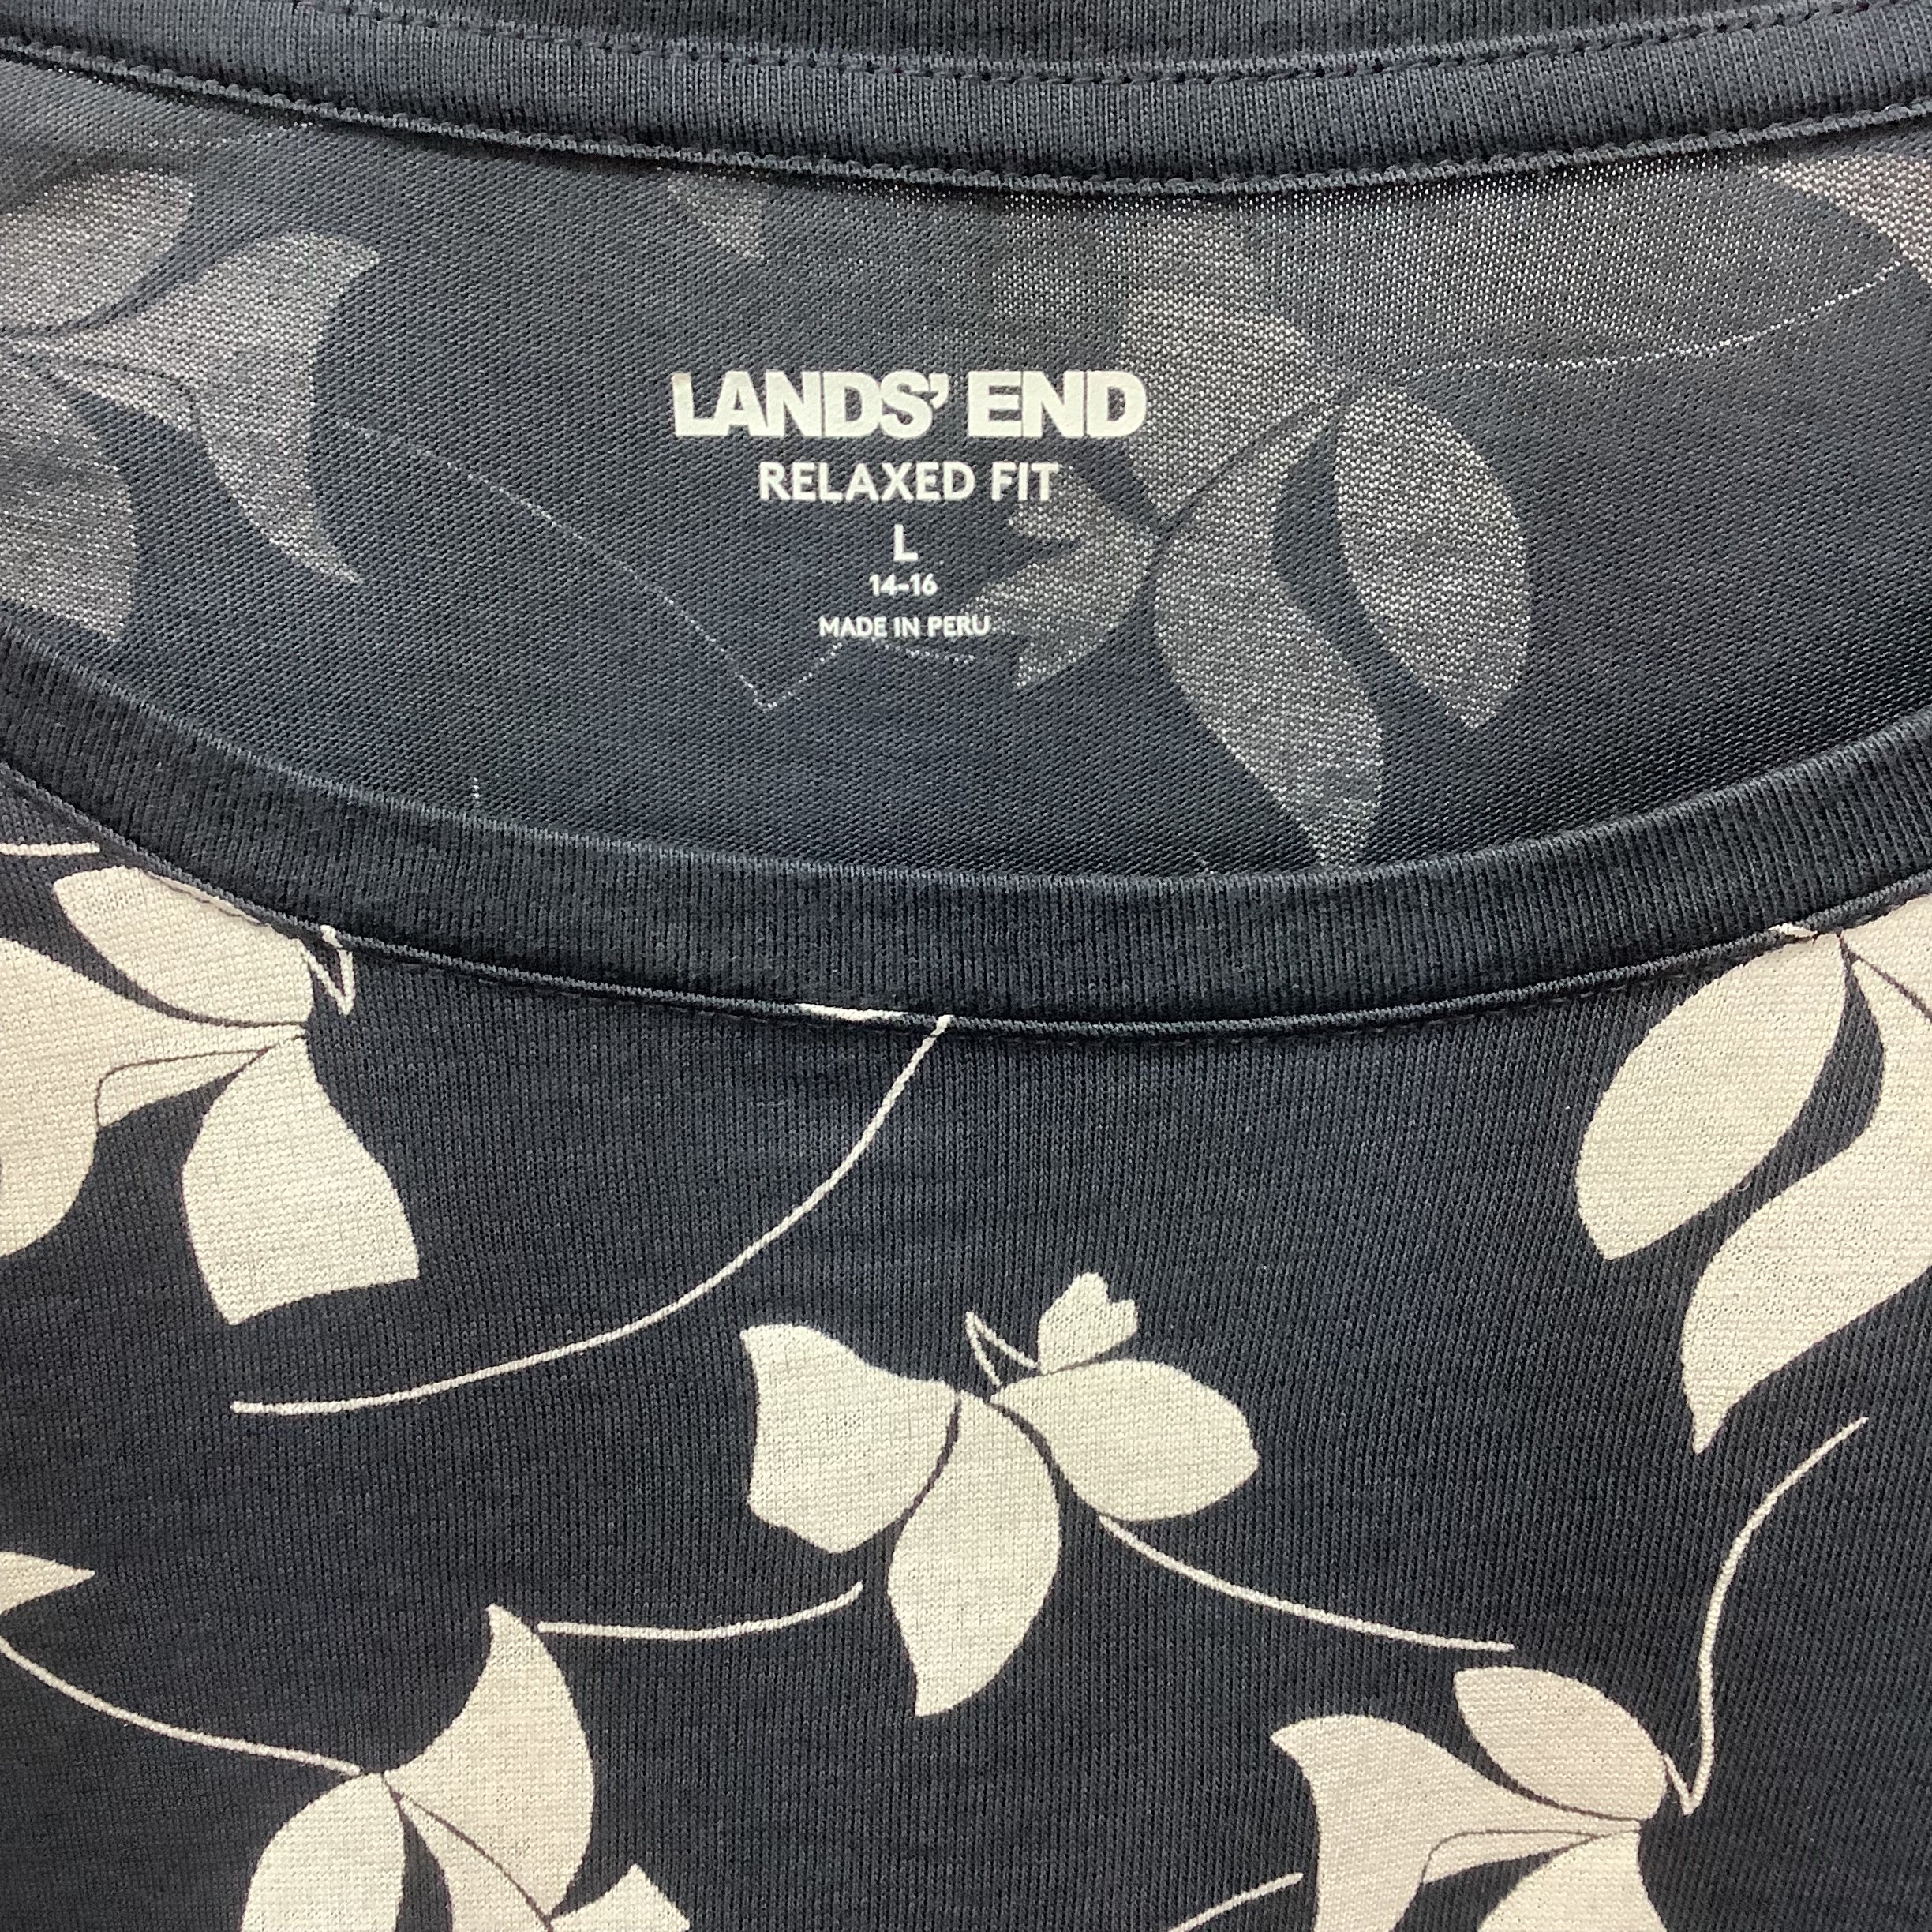 LANDS' END
RELAXED FIT
L
14-16
MADE IN PERU